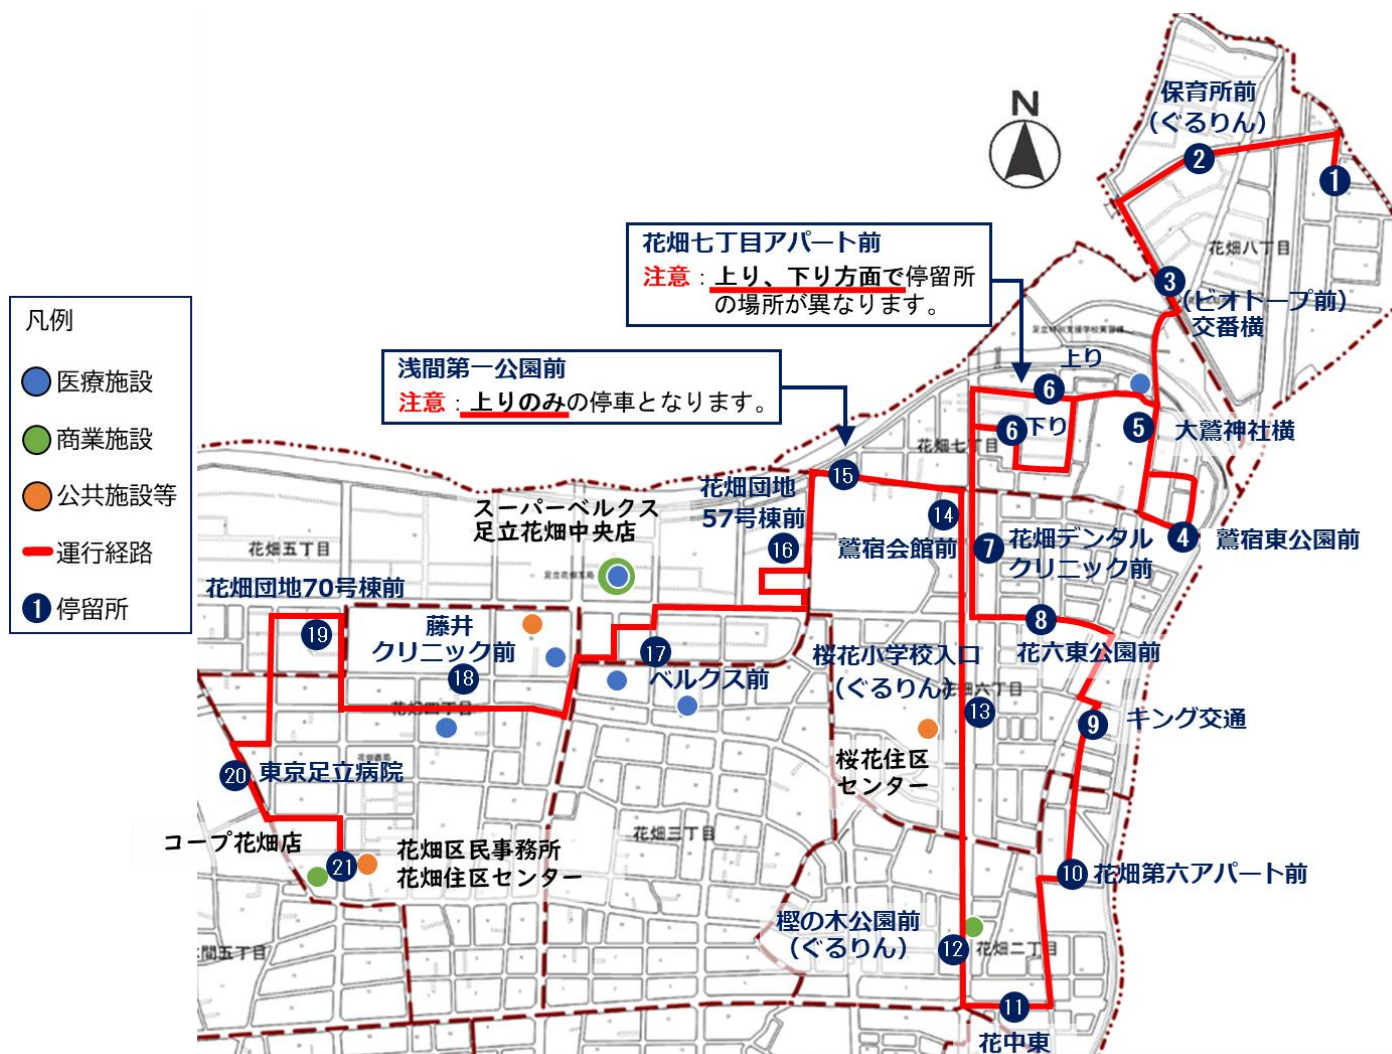 N
保育所前
(ぐるりん)
2
1
花畑八丁目
花畑七丁目アパート前
注意：上り、下り方面で停留所
の場所が異なります。
3
(ビオトープ前)
交番横
凡例
医療施設
商業施設
公共施設等
運行経路
1 停留所
浅間第一公園前
注意：上りのみの停車となります。
上り
6
6 下り
5
大鷲神社横
花畑七丁目
15
花畑団地
57号棟前
16
14
鷲宿会館前
7 花畑デンタル
クリニック前
4
鷲宿東公園前
スーパーベルクス
足立花畑中央店
花畑五丁目
花畑団地70号棟前
19
藤井
クリニック前
18
17
ベルクス前
8
花六東公園前
桜花小学校入口
(ぐるりん)
花畑六丁目
13
9
キング交通
花畑四丁目
桜花住区
センター
20
東京足立病院
花畑三丁目
コープ花畑店
21
花畑区民事務所
花畑住区センター
10
花畑第六アパート前
樫の木公園前
(ぐるりん)
12
花畑二丁目
間五丁目
11
花中東